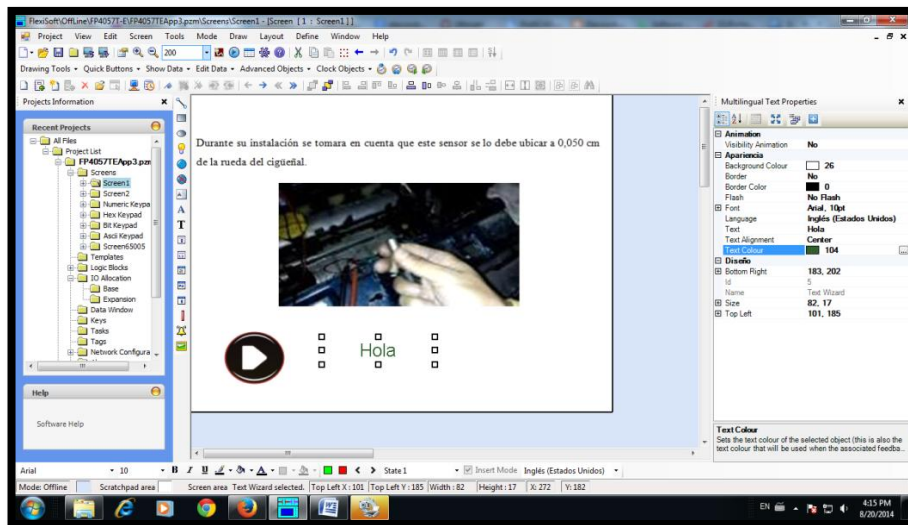 FlexiSoft\OffLine\FP4057T-E\FP4057TEApp3.pzm\Screens\Screen1 - [Screen [ 1 : Screen1 ] ]
Project View Edit Screen Tools Mode Draw Layout Define Window Help
200
Drawing Tools Quick Buttons Show Data Edit Data Advanced Objects Clock Objects
Projects Information
Recent Projects
All Files
Project List
FP4057TEApp3.pzm
Screens
Screen1
Screen2
Numeric Keypa
Hex Keypad
Bit Keypad
Ascii Keypad
Screen65005
Templates
Logic Blocks
IO Allocation
Base
Expansion
Data Window
Keys
Tasks
Tags
Network Configura
Help
Software Help
Durante su instalación se tomara en cuenta que este sensor se lo debe ubicar a 0,050 cm
de la rueda del cigüeñal.
Hola
Multilingual Text Properties
Animation
Visibility Animation No
Apariencia
Background Colour 26
Border No
Border Color 0
Flash No Flash
Font Arial, 10pt
Language Inglés (Estados Unidos)
Text Hola
Text Alignment Center
Text Colour 104
Diseño
Bottom Right 183, 202
Id 5
Name Text Wizard
Size 82, 17
Top Left 101, 185
Text Colour
Sets the text colour of the selected object (this is also the
text colour that will be used when the associated feedba...
Arial 10 B I U A State 1 Insert Mode Inglés (Estados Unidos)
Mode: Offline Scratchpad area Screen area Text Wizard selected. Top Left X : 101 Top Left Y : 185 Width : 82 Height : 17 X: 272 Y: 182
EN 4:15 PM
8/20/2014